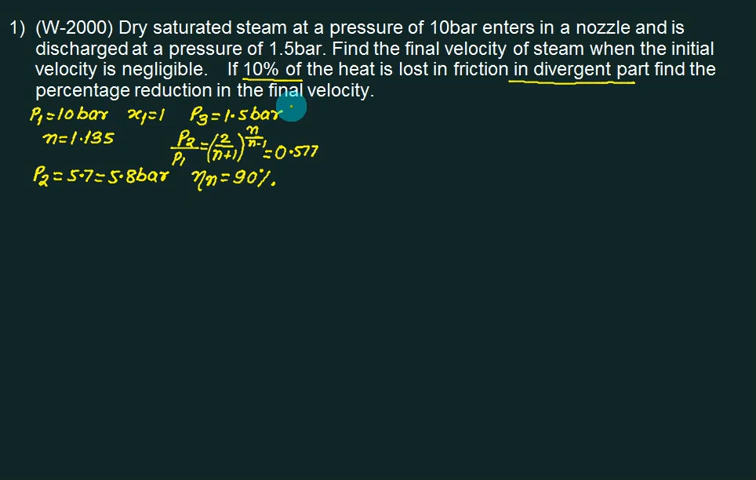 1) (W-2000) Dry saturated steam at a pressure of 10bar enters in a nozzle and is
discharged at a pressure of 1.5bar. Find the final velocity of steam when the initial
velocity is negligible. If 10% of the heat is lost in friction in divergent part find the
percentage reduction in the final velocity.
P₁=10bar x₁=1 P₃=1.5bar
n=1.135 P₂/P₁=(2/n+1)^n/n-1=0.577
P₂=5.7=5.8bar ηn=90%.